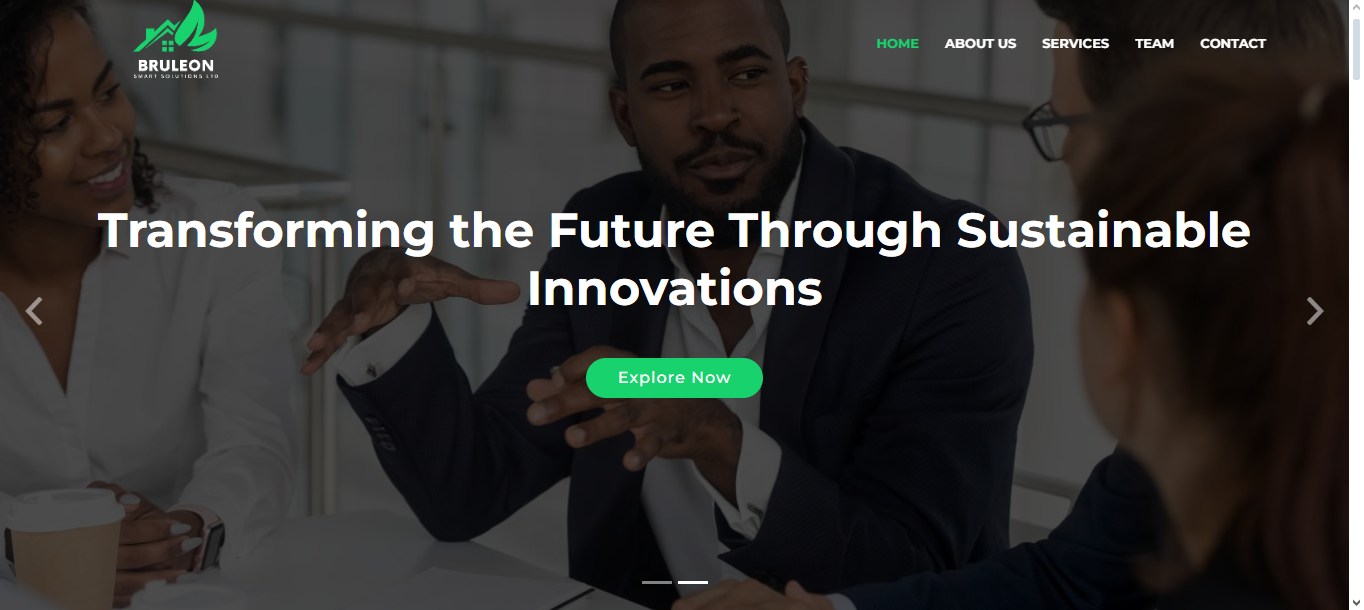 BRULEON
SMART SOLUTIONS LTD
HOME ABOUT US SERVICES TEAM CONTACT
Transforming the Future Through Sustainable
Innovations
Explore Now